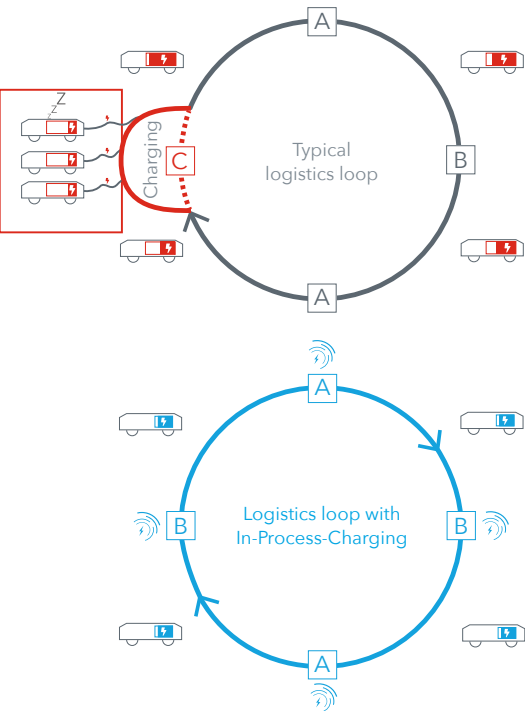 A
Z
Z
Z
Charging
C
Typical
logistics loop
B
A
A
B
Logistics loop with
In-Process-Charging
B
A